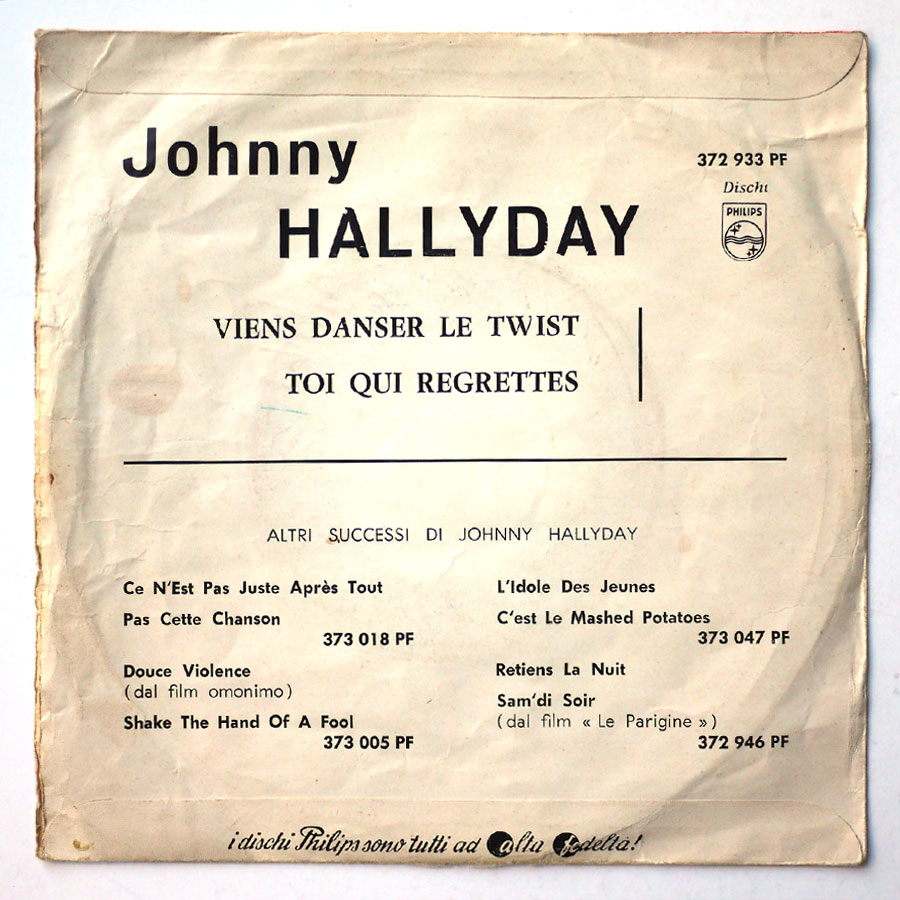 Johnny
HALLYDAY
372 933 PF
Dischi
PHILIPS
VIENS DANSER LE TWIST
TOI QUI REGRETTES
ALTRI SUCCESSI DI JOHNNY HALLYDAY
Ce N'Est Pas Juste Après Tout
Pas Cette Chanson
373 018 PF
Douce Violence
(dal film omonimo)
Shake The Hand Of A Fool
373 005 PF
L'Idole Des Jeunes
C'est Le Mashed Potatoes
373 047 PF
Retiens La Nuit
Sam'di Soir
(dal film « Le Parigine »)
372 946 PF
i dischi Philips sono tutti ad alta fedeltà!